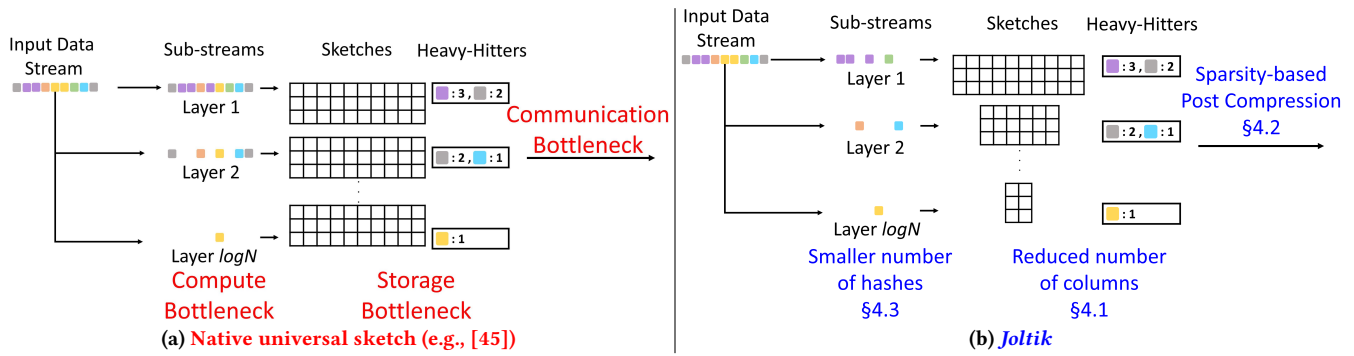 Input Data
Stream
Sub-streams
Sketches
Heavy-Hitters
Layer 1
:3, :2
Layer 2
:2, :1
Layer logN
:1
Communication
Bottleneck
Compute
Bottleneck
Storage
Bottleneck
(a) Native universal sketch (e.g., [45])
Input Data
Stream
Sub-streams
Sketches
Heavy-Hitters
Layer 1
:3, :2
Layer 2
:2, :1
Layer logN
:1
Sparsity-based
Post Compression
§4.2
Smaller number
of hashes
§4.3
Reduced number
of columns
§4.1
(b) Joltik